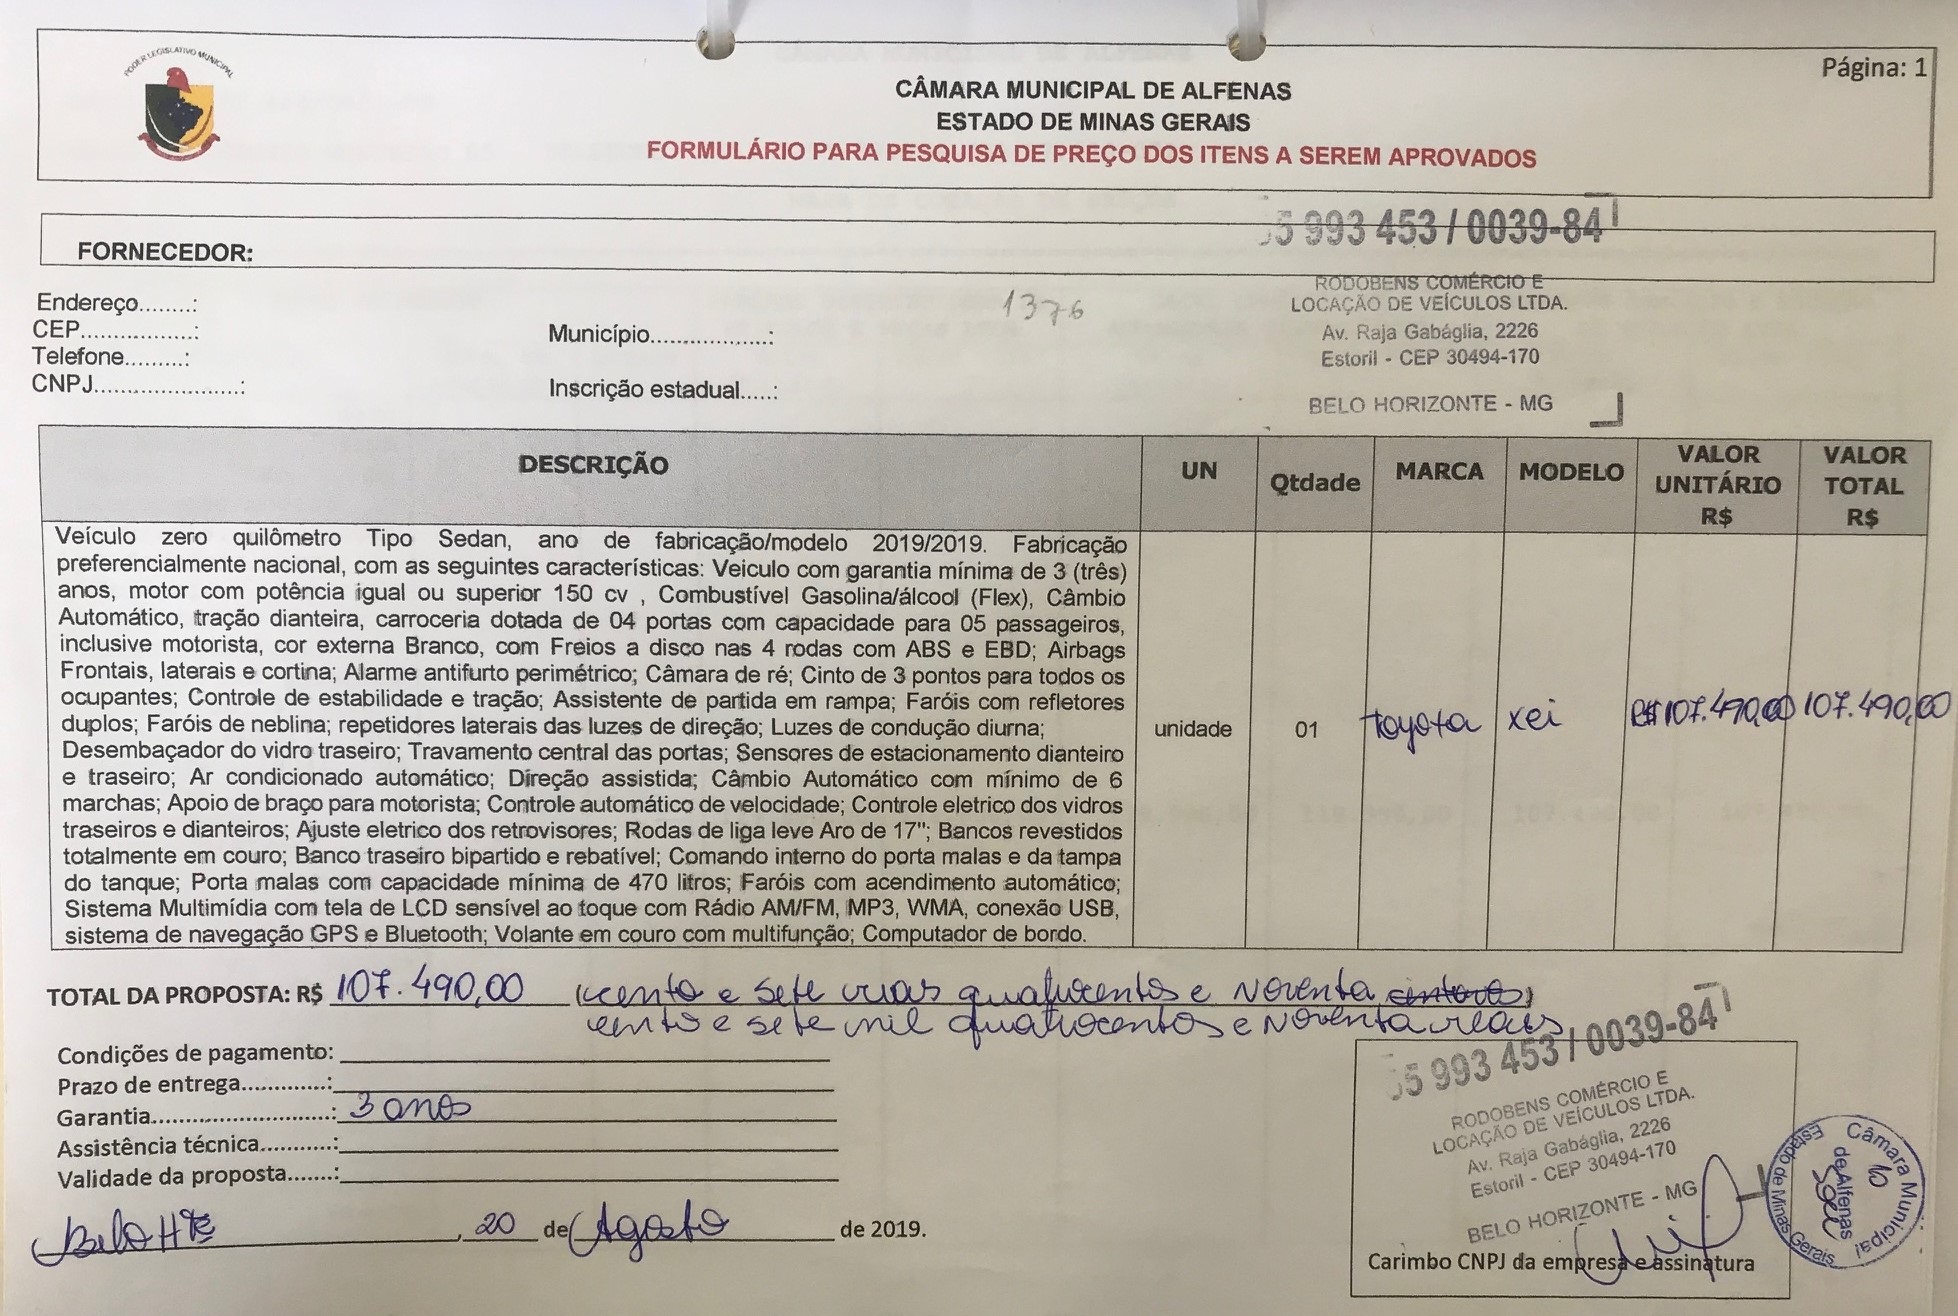 Página: 1
PODER LEGISLATIVO MUNICIPAL
CÂMARA MUNICIPAL DE ALFENAS
ESTADO DE MINAS GERAIS
FORMULÁRIO PARA PESQUISA DE PREÇO DOS ITENS A SEREM APROVADOS
5 993 453 / 0039-84
FORNECEDOR:
RODOBENS COMÉRCIO E
LOCAÇÃO DE VEÍCULOS LTDA.
Av. Raja Gabáglia, 2226
Estoril - CEP 30494-170
BELO HORIZONTE - MG
1376
Endereço........:
CEP.................:
Telefone.........:
CNPJ......................:
Município...................:
Inscrição estadual.....:
DESCRIÇÃO UN Qtdade MARCA MODELO VALOR UNITÁRIO R$ VALOR TOTAL R$
Veículo zero quilômetro Tipo Sedan, ano de fabricação/modelo 2019/2019. Fabricação
preferencialmente nacional, com as seguintes características: Veiculo com garantia mínima de 3 (três)
anos, motor com potência igual ou superior 150 cv , Combustível Gasolina/álcool (Flex), Câmbio
Automático, tração dianteira, carroceria dotada de 04 portas com capacidade para 05 passageiros,
inclusive motorista, cor externa Branco, com Freios a disco nas 4 rodas com ABS e EBD; Airbags
Frontais, laterais e cortina; Alarme antifurto perimétrico; Câmara de ré; Cinto de 3 pontos para todos os
ocupantes; Controle de estabilidade e tração; Assistente de partida em rampa; Faróis com refletores
duplos; Faróis de neblina; repetidores laterais das luzes de direção; Luzes de condução diurna;
Desembaçador do vidro traseiro; Travamento central das portas; Sensores de estacionamento dianteiro
e traseiro; Ar condicionado automático; Direção assistida; Câmbio Automático com mínimo de 6
marchas; Apoio de braço para motorista; Controle automático de velocidade; Controle eletrico dos vidros
traseiros e dianteiros; Ajuste eletrico dos retrovisores; Rodas de liga leve Aro de 17"; Bancos revestidos
totalmente em couro; Banco traseiro bipartido e rebatível; Comando interno do porta malas e da tampa
do tanque; Porta malas com capacidade mínima de 470 litros; Faróis com acendimento automático;
Sistema Multimídia com tela de LCD sensível ao toque com Rádio AM/FM, MP3, WMA, conexão USB,
sistema de navegação GPS e Bluetooth; Volante em couro com multifunção; Computador de bordo.
unidade 01 toyota xei R$ 107.490,00 107.490,00
TOTAL DA PROPOSTA: R$ 107.490,00 (cento e sete quatrocentos e noventa )
cento e sete mil quatrocentos e noventa reais
Condições de pagamento:
Prazo de entrega.............:
Garantia...........................: 3 anos
Assistência técnica...........:
Validade da proposta.......:
Belo Hte, 20 de Agosto de 2019.
5 993 453 / 0039-84
RODOBENS COMÉRCIO E
LOCAÇÃO DE VEÍCULOS LTDA.
Av. Raja Gabáglia, 2226
Estoril - CEP 30494-170
BELO HORIZONTE - MG
Carimbo CNPJ da empresa e assinatura
Câmara Municipal
de Alfenas
Estado de Minas Gerais